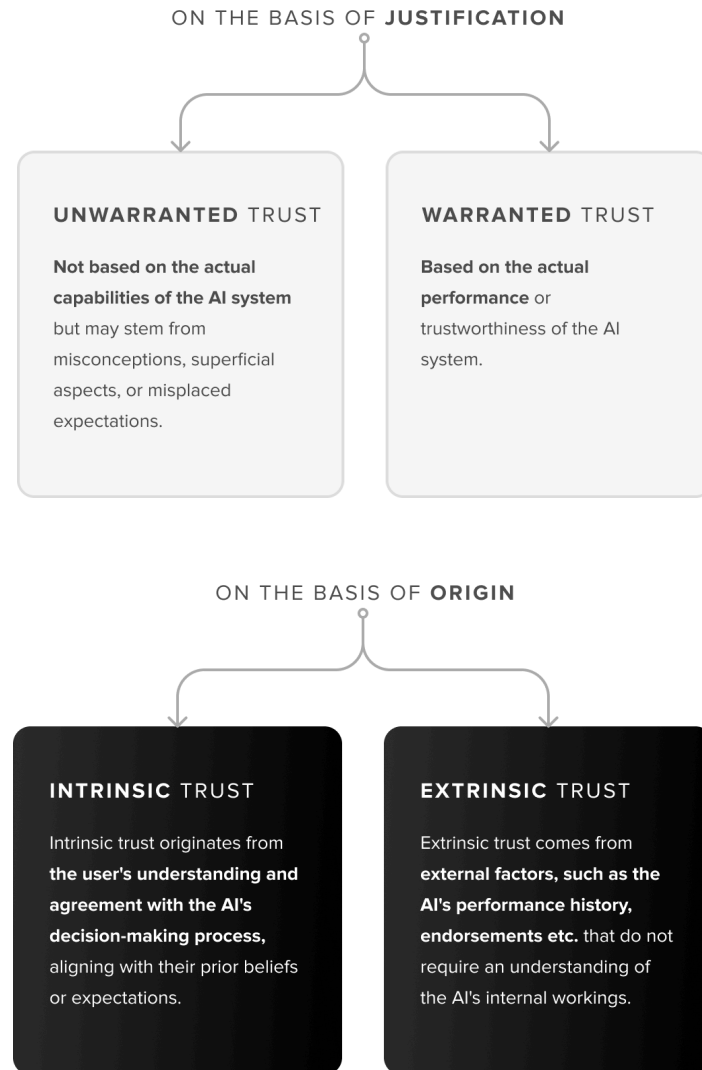 ON THE BASIS OF JUSTIFICATION
UNWARRANTED TRUST
Not based on the actual
capabilities of the AI system
but may stem from
misconceptions, superficial
aspects, or misplaced
expectations.
WARRANTED TRUST
Based on the actual
performance or
trustworthiness of the AI
system.
ON THE BASIS OF ORIGIN
INTRINSIC TRUST
Intrinsic trust originates from
the user's understanding and
agreement with the AI's
decision-making process,
aligning with their prior beliefs
or expectations.
EXTRINSIC TRUST
Extrinsic trust comes from
external factors, such as the
AI's performance history,
endorsements etc. that do not
require an understanding of
the AI's internal workings.